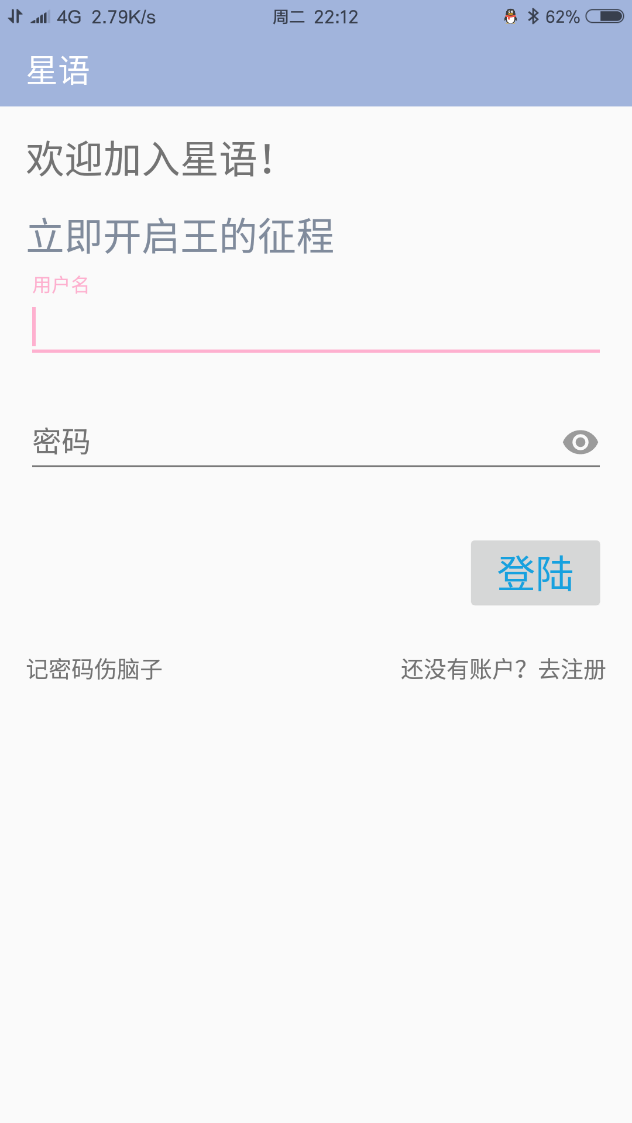 4G 2.79K/s 周二 22:12 62%
星语
欢迎加入星语！
立即开启王的征程
用户名
密码
登陆
记密码伤脑子 还没有账户？去注册